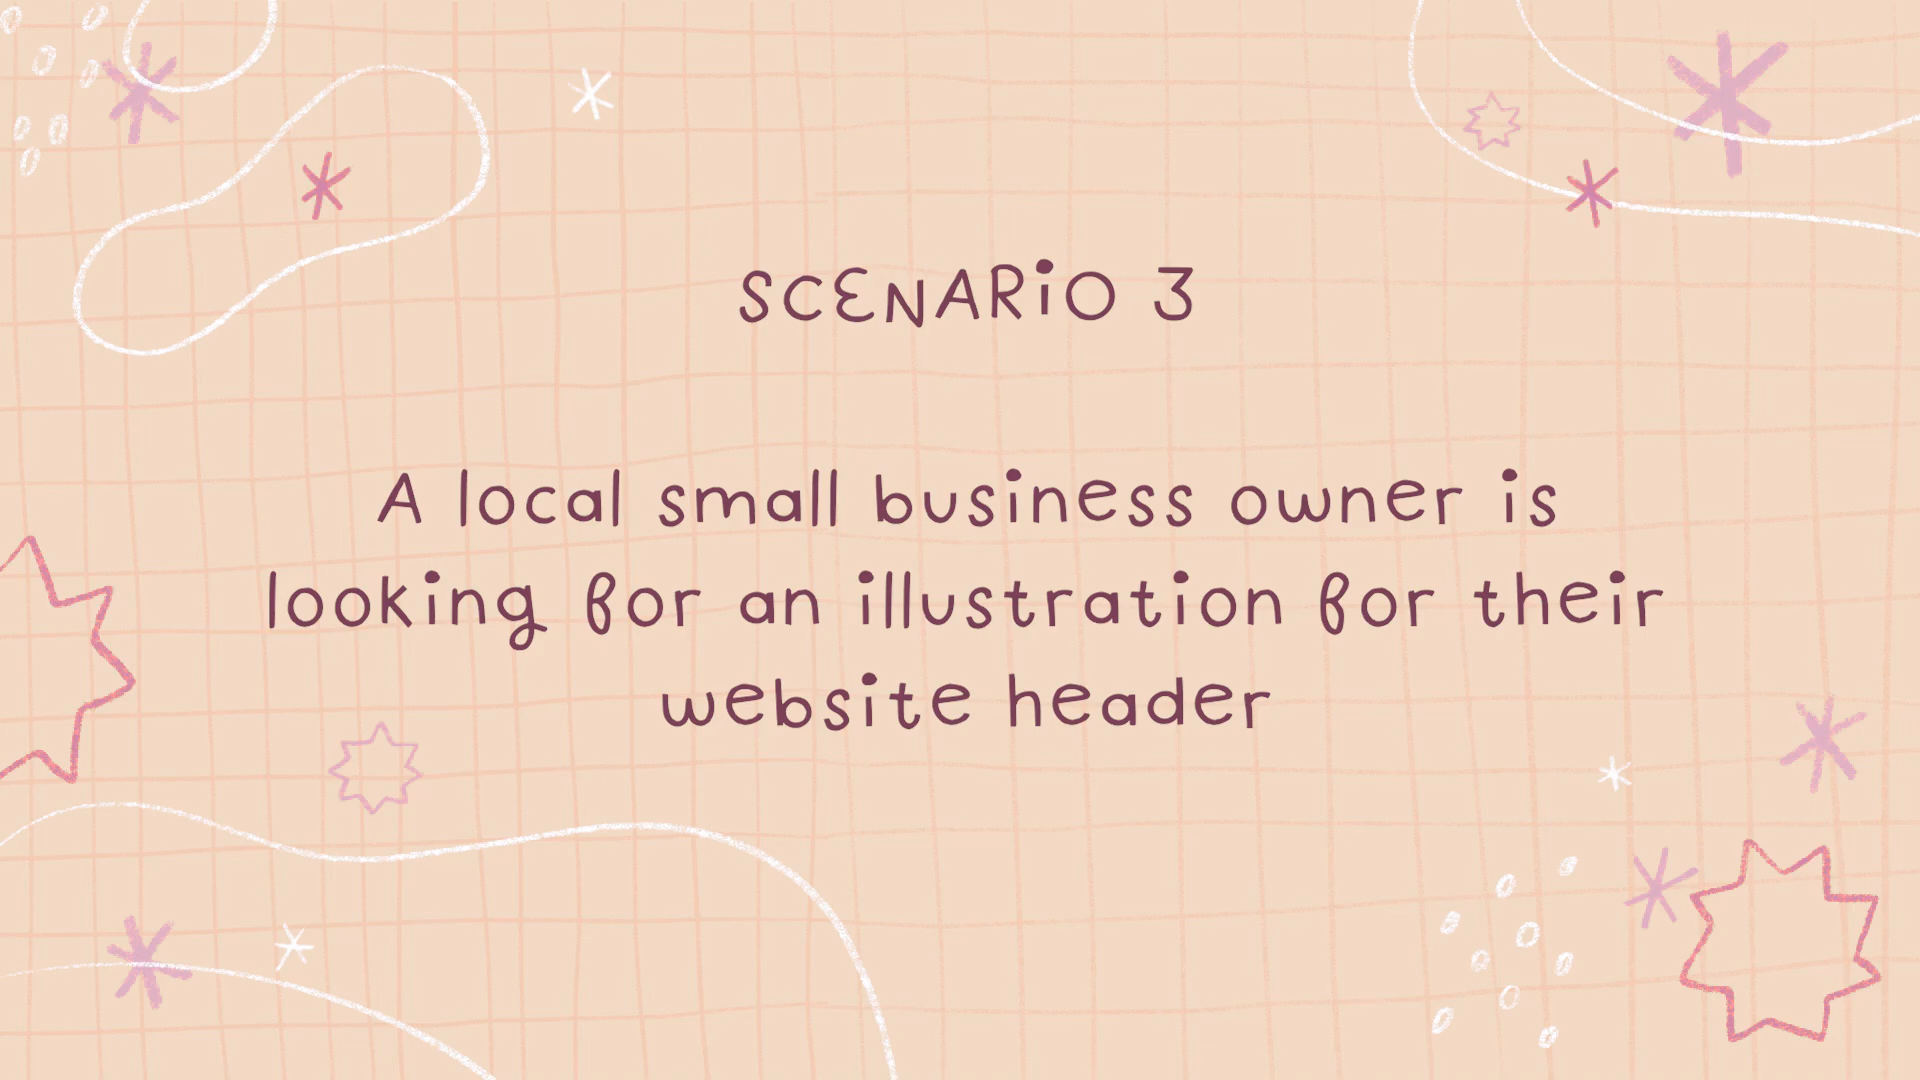 SCENARIO 3
A local small business owner is
looking for an illustration for their
website header